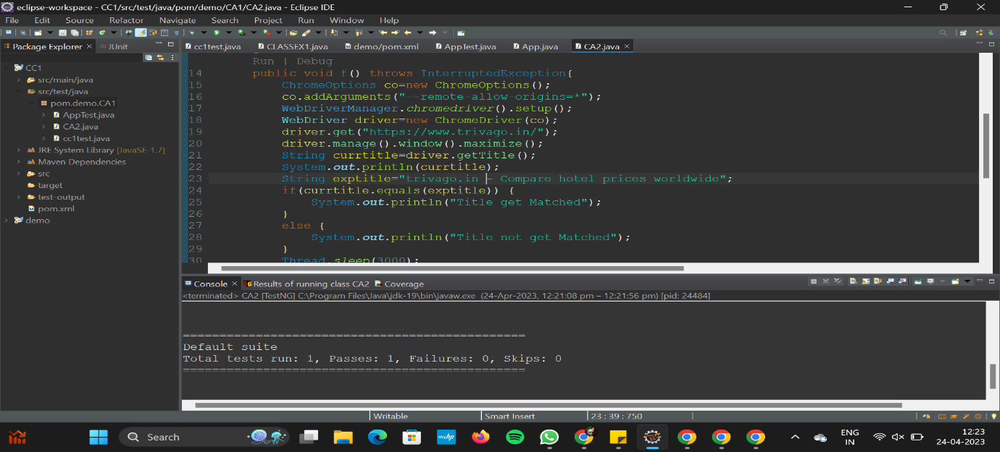 eclipse-workspace - CC1/src/test/java/pom/demo/CA1/CA2.java - Eclipse IDE
File Edit Source Refactor Navigate Search Project Run Window Help
Package Explorer JUnit
cc1test.java CLASSEX1.java demo/pom.xml AppTest.java App.java CA2.java
CC1
src/main/java
src/test/java
pom.demo.CA1
AppTest.java
CA2.java
cc1test.java
JRE System Library [JavaSE-1.7]
Maven Dependencies
src
target
test-output
pom.xml
demo
Run | Debug
14 public void f() throws InterruptedException{
15 ChromeOptions co=new ChromeOptions();
16 co.addArguments("--remote-allow-origins=*");
17 WebDriverManager.chromedriver().setup();
18 WebDriver driver=new ChromeDriver(co);
19 driver.get("https://www.trivago.in/");
20 driver.manage().window().maximize();
21 String currtitle=driver.getTitle();
22 System.out.println(currtitle);
23 String exptitle="trivago.in - Compare hotel prices worldwide";
24 if(currtitle.equals(exptitle)) {
25 System.out.println("Title get Matched");
26 }
27 else {
28 System.out.println("Title not get Matched");
29 }
30 Thread.sleep(3000);
Console Results of running class CA2 Coverage
<terminated> CA2 [TestNG] C:\Program Files\Java\jdk-19\bin\javaw.exe (24-Apr-2023, 12:21:08 pm – 12:21:56 pm) [pid: 24484]
===============================================
Default suite
Total tests run: 1, Passes: 1, Failures: 0, Skips: 0
===============================================
Writable Smart Insert 23 : 39 : 750
Search
myhp
ENG
IN
12:23
24-04-2023